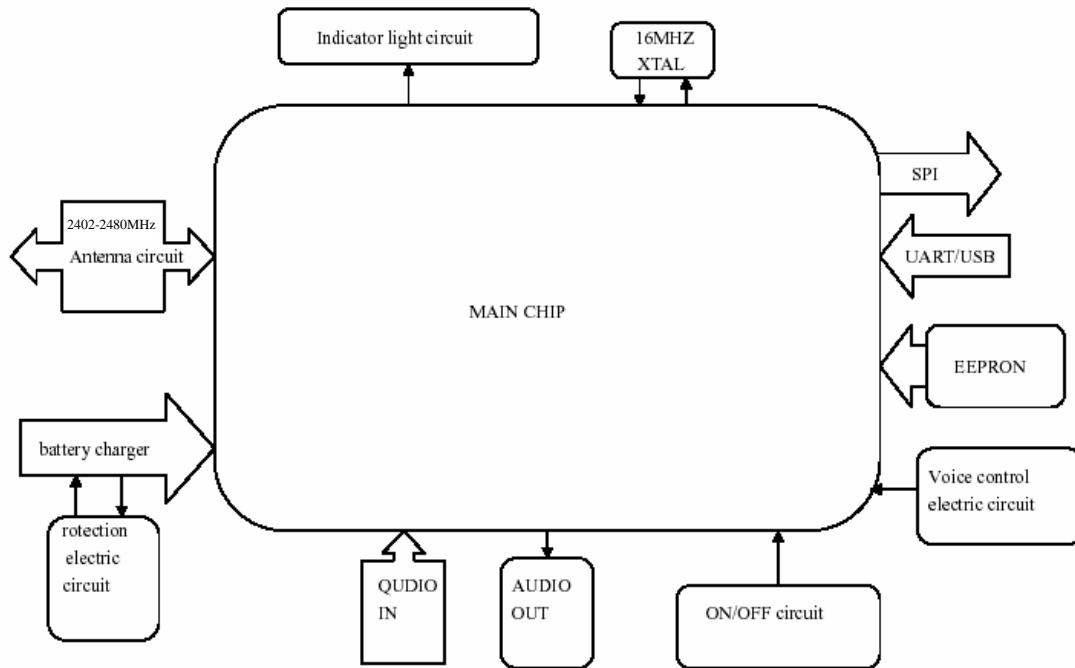 Indicator light circuit
16MHZ
XTAL
SPI
2402-2480MHz
Antenna circuit
UART/USB
MAIN CHIP
EEPRON
battery charger
Voice control
electric circuit
rotection
electric
circuit
QUDIO
IN
AUDIO
OUT
ON/OFF circuit